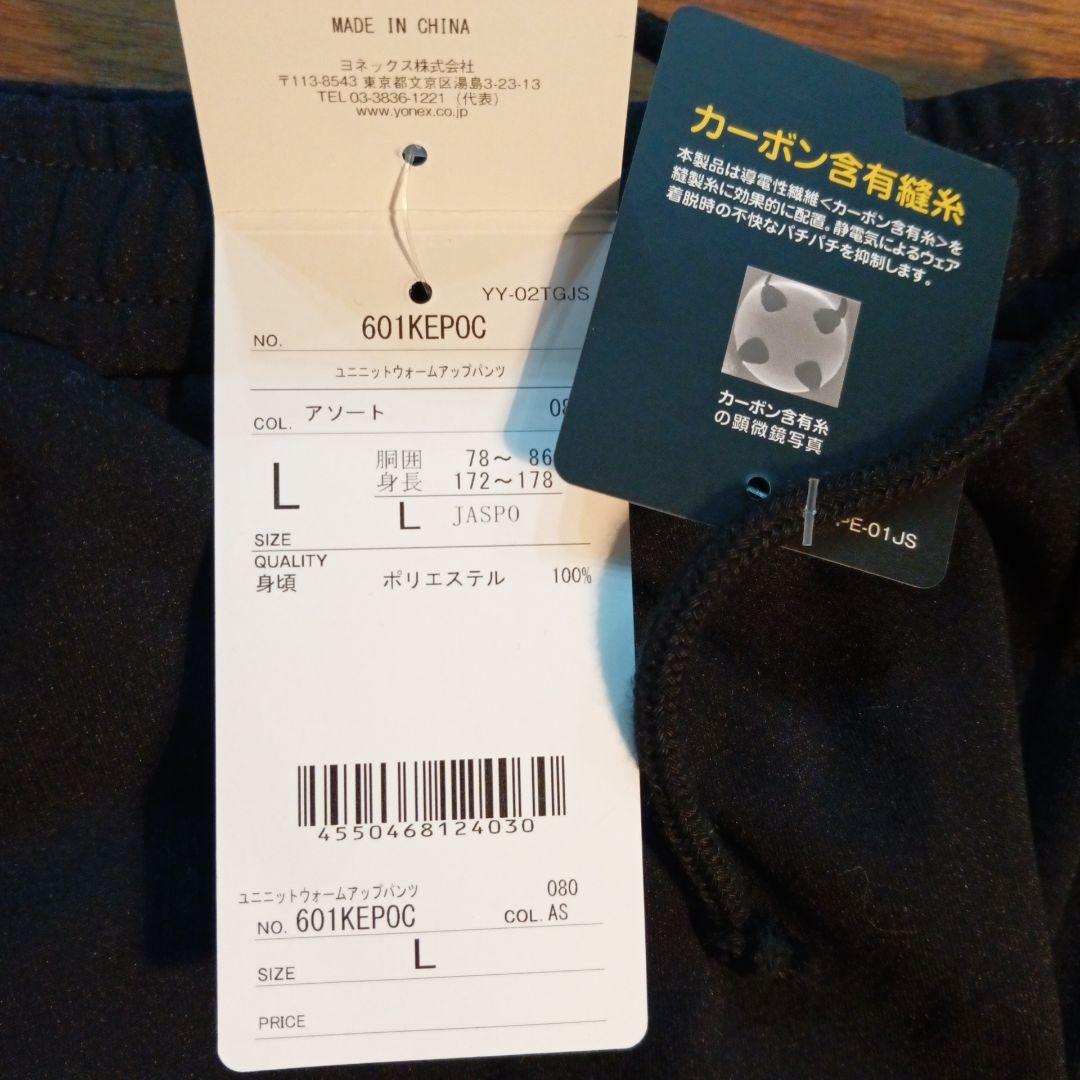 MADE IN CHINA
ヨネックス株式会社
〒113-8543 東京都文京区湯島3-23-13
TEL 03-3836-1221 (代表)
www.yonex.co.jp
YY-02TGJS
NO. 601KEPOC
ユニニットウォームアップパンツ
COL. アソート
L
胴囲 78～ 86
身長 172～178
L JASPO
SIZE
QUALITY
身頃 ポリエステル 100%
4550468124030
ユニニットウォームアップパンツ 080
NO. 601KEPOC COL. AS
L
SIZE
PRICE
カーボン含有縫糸
本製品は導電性繊維<カーボン含有糸>を
縫製糸に効果的に配置。静電気によるウェア
着脱時の不快なパチパチを抑制します。
カーボン含有糸
の顕微鏡写真
PE-01JS